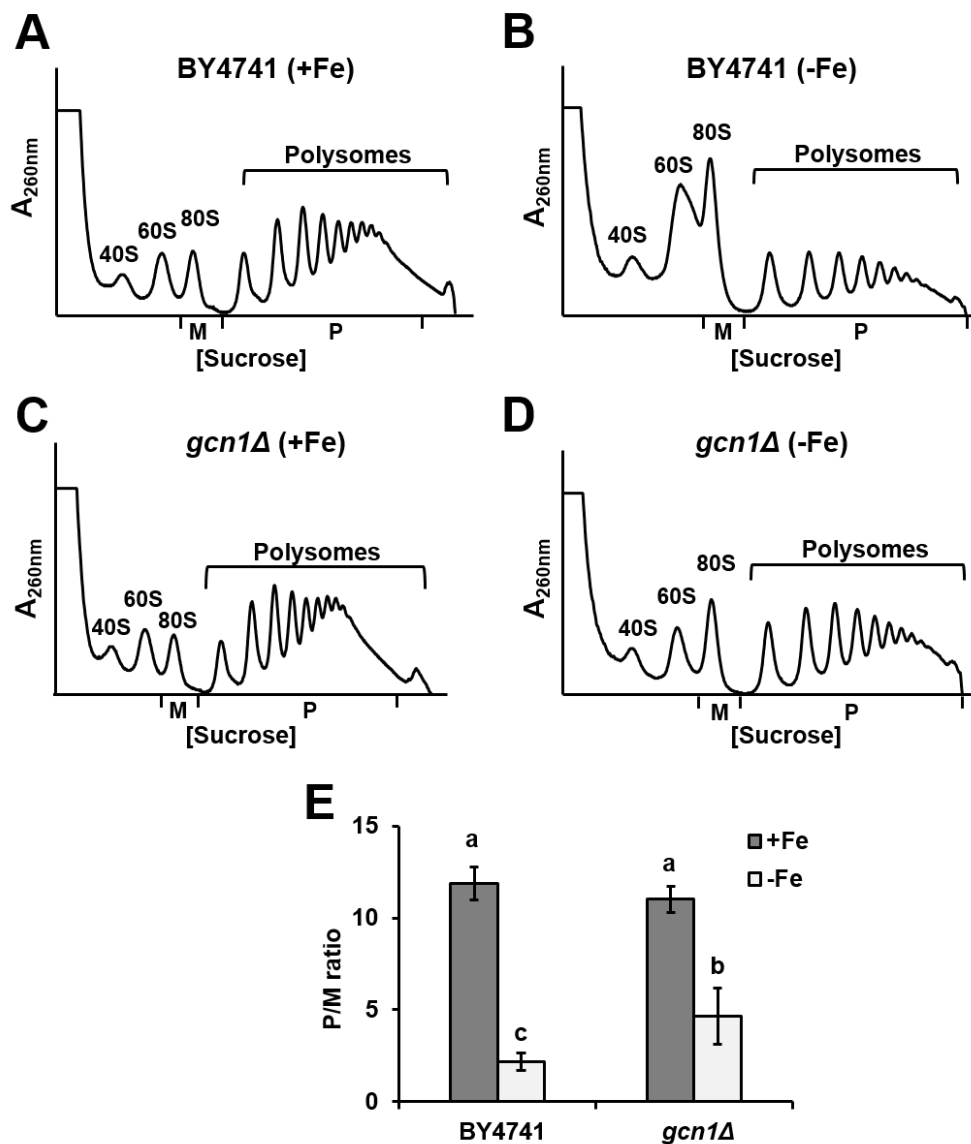 A
BY4741 (+Fe)
A260nm
40S
60S
80S
Polysomes
M
P
[Sucrose]
B
BY4741 (-Fe)
A260nm
40S
60S
80S
Polysomes
M
P
[Sucrose]
C
gcn1Δ (+Fe)
A260nm
40S
60S
80S
Polysomes
M
P
[Sucrose]
D
gcn1Δ (-Fe)
A260nm
40S
60S
80S
Polysomes
M
P
[Sucrose]
E
P/M ratio
15
10
5
0
a
c
a
b
+Fe
-Fe
BY4741
gcn1Δ